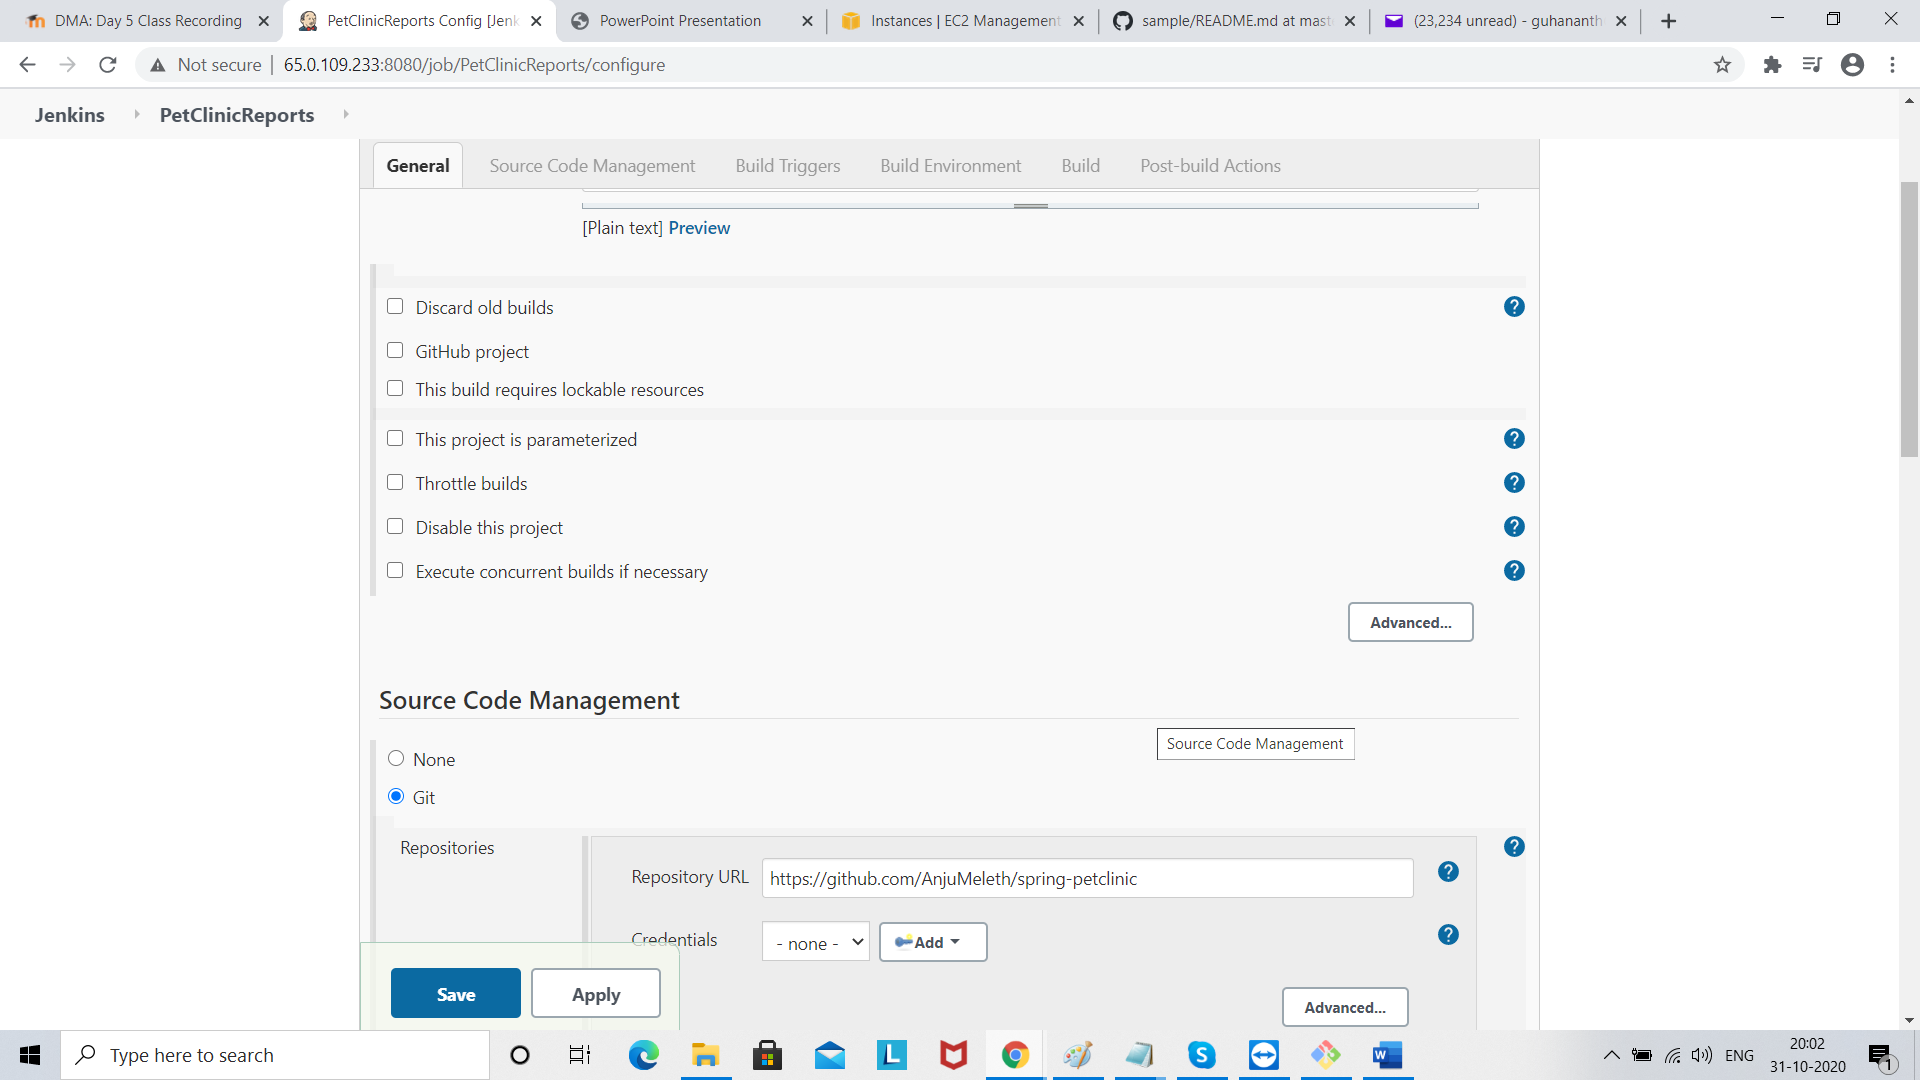 DMA: Day 5 Class Recording
PetClinicReports Config [Jenk
PowerPoint Presentation
Instances | EC2 Management
sample/README.md at mast
(23,234 unread) - guhananth
Not secure | 65.0.109.233:8080/job/PetClinicReports/configure
Jenkins PetClinicReports
General Source Code Management Build Triggers Build Environment Build Post-build Actions
[Plain text] Preview
Discard old builds
GitHub project
This build requires lockable resources
This project is parameterized
Throttle builds
Disable this project
Execute concurrent builds if necessary
Advanced...
Source Code Management
Source Code Management
None
Git
Repositories
Repository URL https://github.com/AnjuMeleth/spring-petclinic
Credentials - none - Add
Save Apply
Advanced...
Type here to search
ENG
20:02
31-10-2020
1